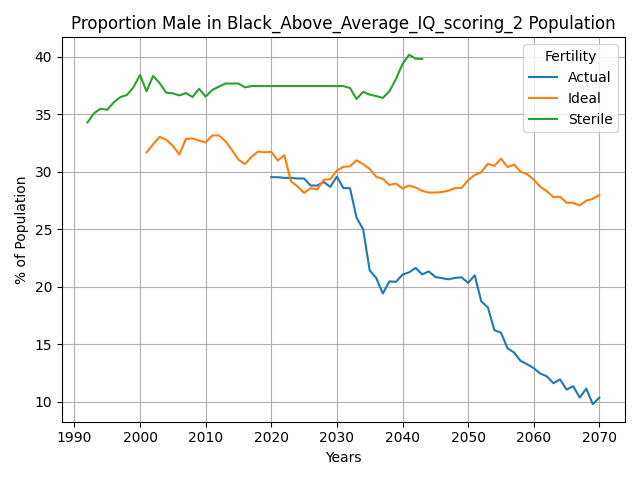 Proportion Male in Black_Above_Average_IQ_scoring_2 Population
Fertility
Actual
Ideal
Sterile
% of Population
40
35
30
25
20
15
10
1990 2000 2010 2020 2030 2040 2050 2060 2070
Years